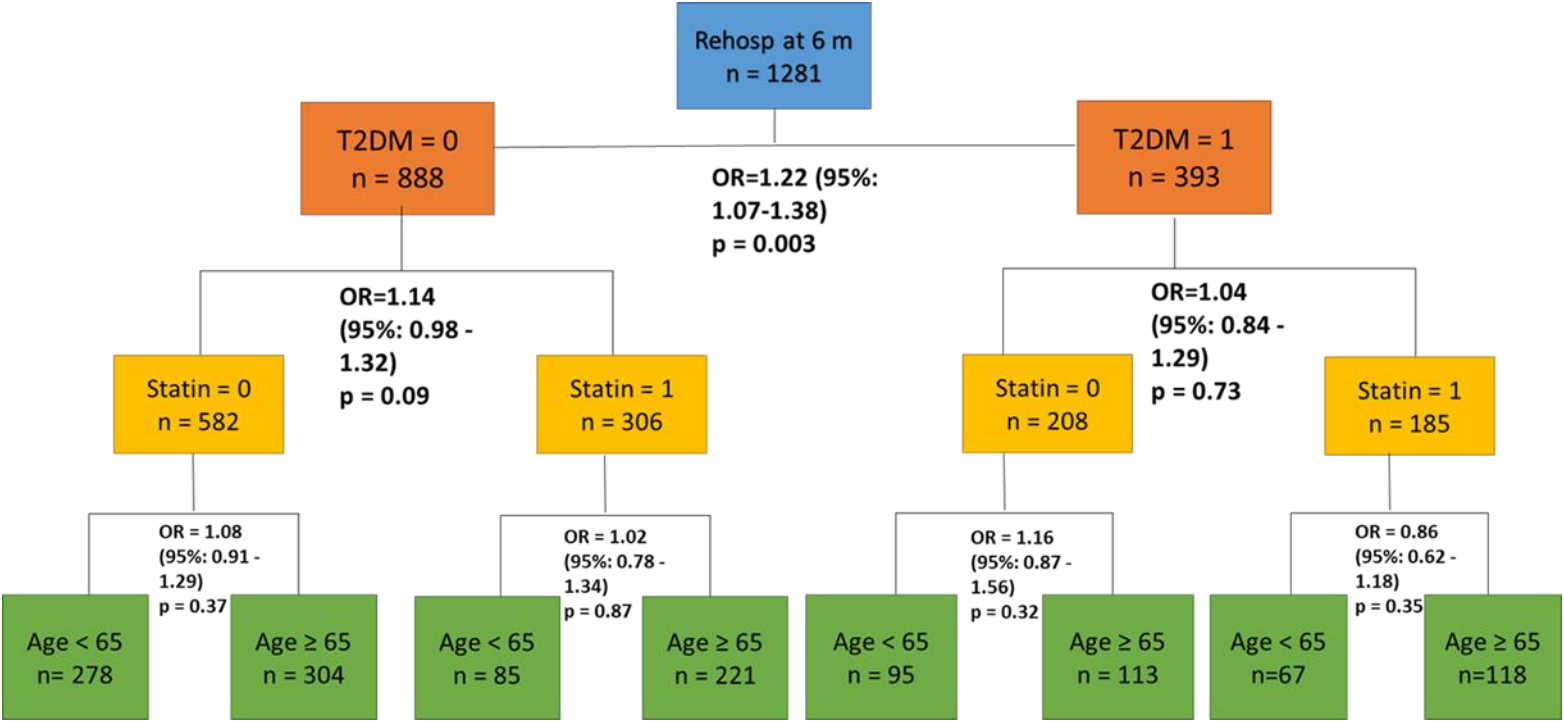 Rehosp at 6 m
n = 1281
T2DM = 0
n = 888
T2DM = 1
n = 393
OR=1.22 (95%:
1.07-1.38)
p = 0.003
OR=1.14
(95%: 0.98 -
1.32)
p = 0.09
OR=1.04
(95%: 0.84 -
1.29)
p = 0.73
Statin = 0
n = 582
Statin = 1
n = 306
Statin = 0
n = 208
Statin = 1
n = 185
OR = 1.08
(95%: 0.91 -
1.29)
p = 0.37
OR = 1.02
(95%: 0.78 -
1.34)
p = 0.87
OR = 1.16
(95%: 0.87 -
1.56)
p = 0.32
OR = 0.86
(95%: 0.62 -
1.18)
p = 0.35
Age < 65
n= 278
Age ≥ 65
n = 304
Age < 65
n = 85
Age ≥ 65
n = 221
Age < 65
n = 95
Age ≥ 65
n = 113
Age < 65
n=67
Age ≥ 65
n=118